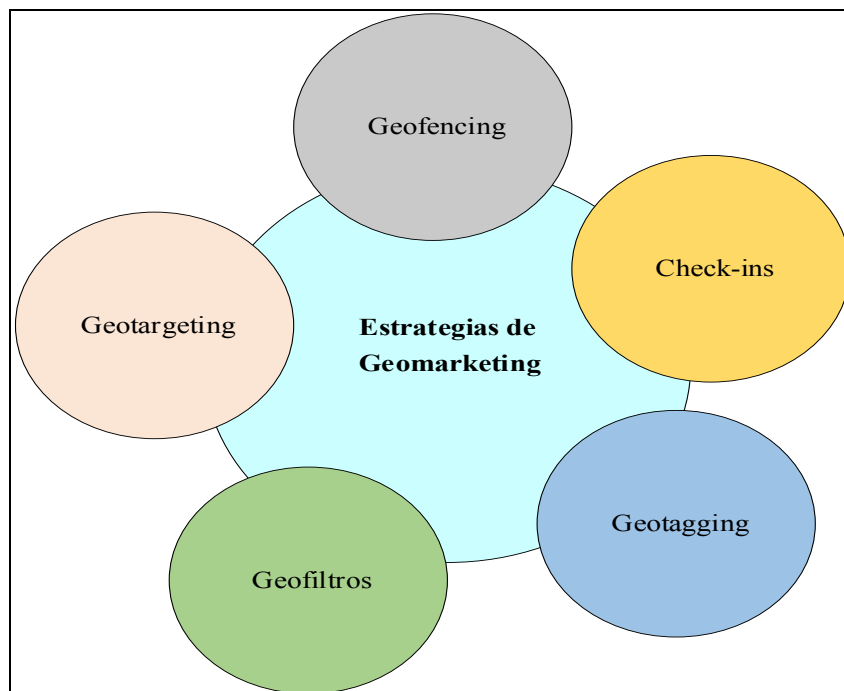 Geofencing
Check-ins
Geotargeting
Estrategias de
Geomarketing
Geotagging
Geofiltros